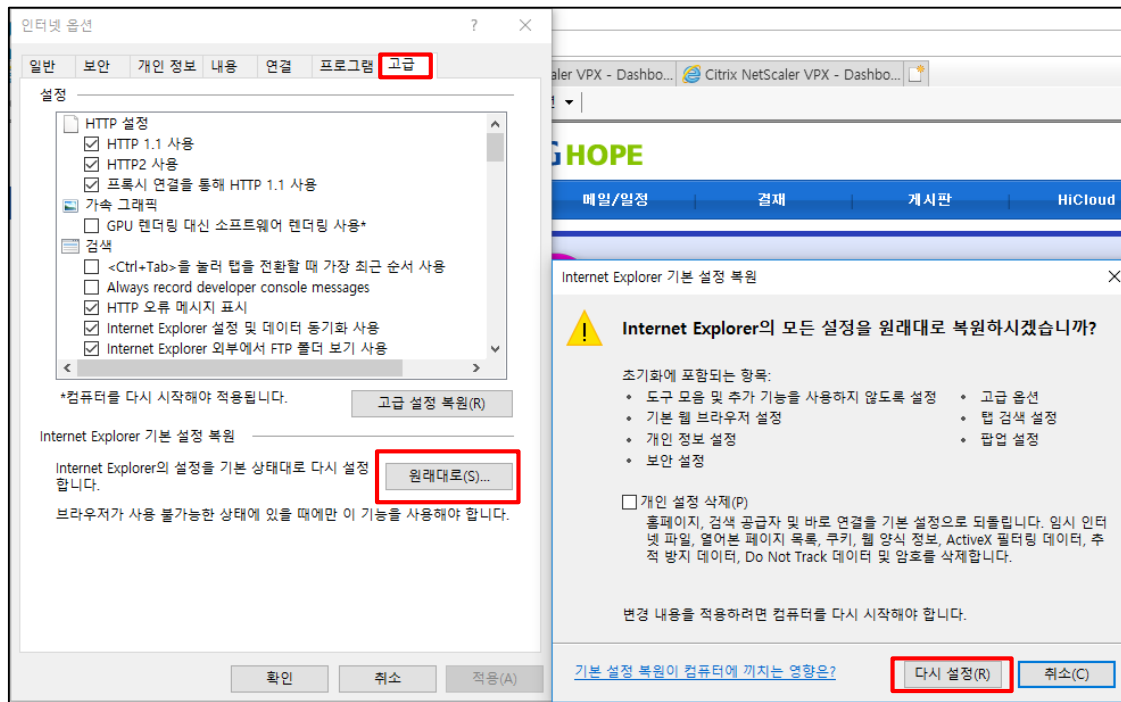 인터넷 옵션
일반 보안 개인 정보 내용 연결 프로그램 고급
설정
HTTP 설정
HTTP 1.1 사용
HTTP2 사용
프록시 연결을 통해 HTTP 1.1 사용
가속 그래픽
GPU 렌더링 대신 소프트웨어 렌더링 사용*
검색
<Ctrl+Tab>을 눌러 탭을 전환할 때 가장 최근 순서 사용
Always record developer console messages
HTTP 오류 메시지 표시
Internet Explorer 설정 및 데이터 동기화 사용
Internet Explorer 외부에서 FTP 폴더 보기 사용
*컴퓨터를 다시 시작해야 적용됩니다.
고급 설정 복원(R)
Internet Explorer 기본 설정 복원
Internet Explorer의 설정을 기본 상태대로 다시 설정
합니다.
원래대로(S)...
브라우저가 사용 불가능한 상태에 있을 때에만 이 기능을 사용해야 합니다.
확인 취소 적용(A)
VPX - Dashbo... Citrix NetScaler VPX - Dashbo...
HOPE
메일/일정 결재 게시판 HiCloud
Internet Explorer 기본 설정 복원
Internet Explorer의 모든 설정을 원래대로 복원하시겠습니까?
초기화에 포함되는 항목:
• 도구 모음 및 추가 기능을 사용하지 않도록 설정 • 고급 옵션
• 기본 웹 브라우저 설정 • 탭 검색 설정
• 개인 정보 설정 • 팝업 설정
• 보안 설정
개인 설정 삭제(P)
홈페이지, 검색 공급자 및 바로 연결을 기본 설정으로 되돌립니다. 임시 인터
넷 파일, 열어본 페이지 목록, 쿠키, 웹 양식 정보, ActiveX 필터링 데이터, 추
적 방지 데이터, Do Not Track 데이터 및 암호를 삭제합니다.
변경 내용을 적용하려면 컴퓨터를 다시 시작해야 합니다.
기본 설정 복원이 컴퓨터에 끼치는 영향은?
다시 설정(R) 취소(C)